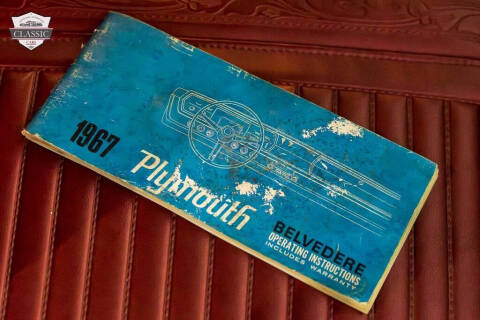 CLASSIC
1967
Plymouth
BELVEDERE
OPERATING INSTRUCTIONS
INCLUDES WARRANTY